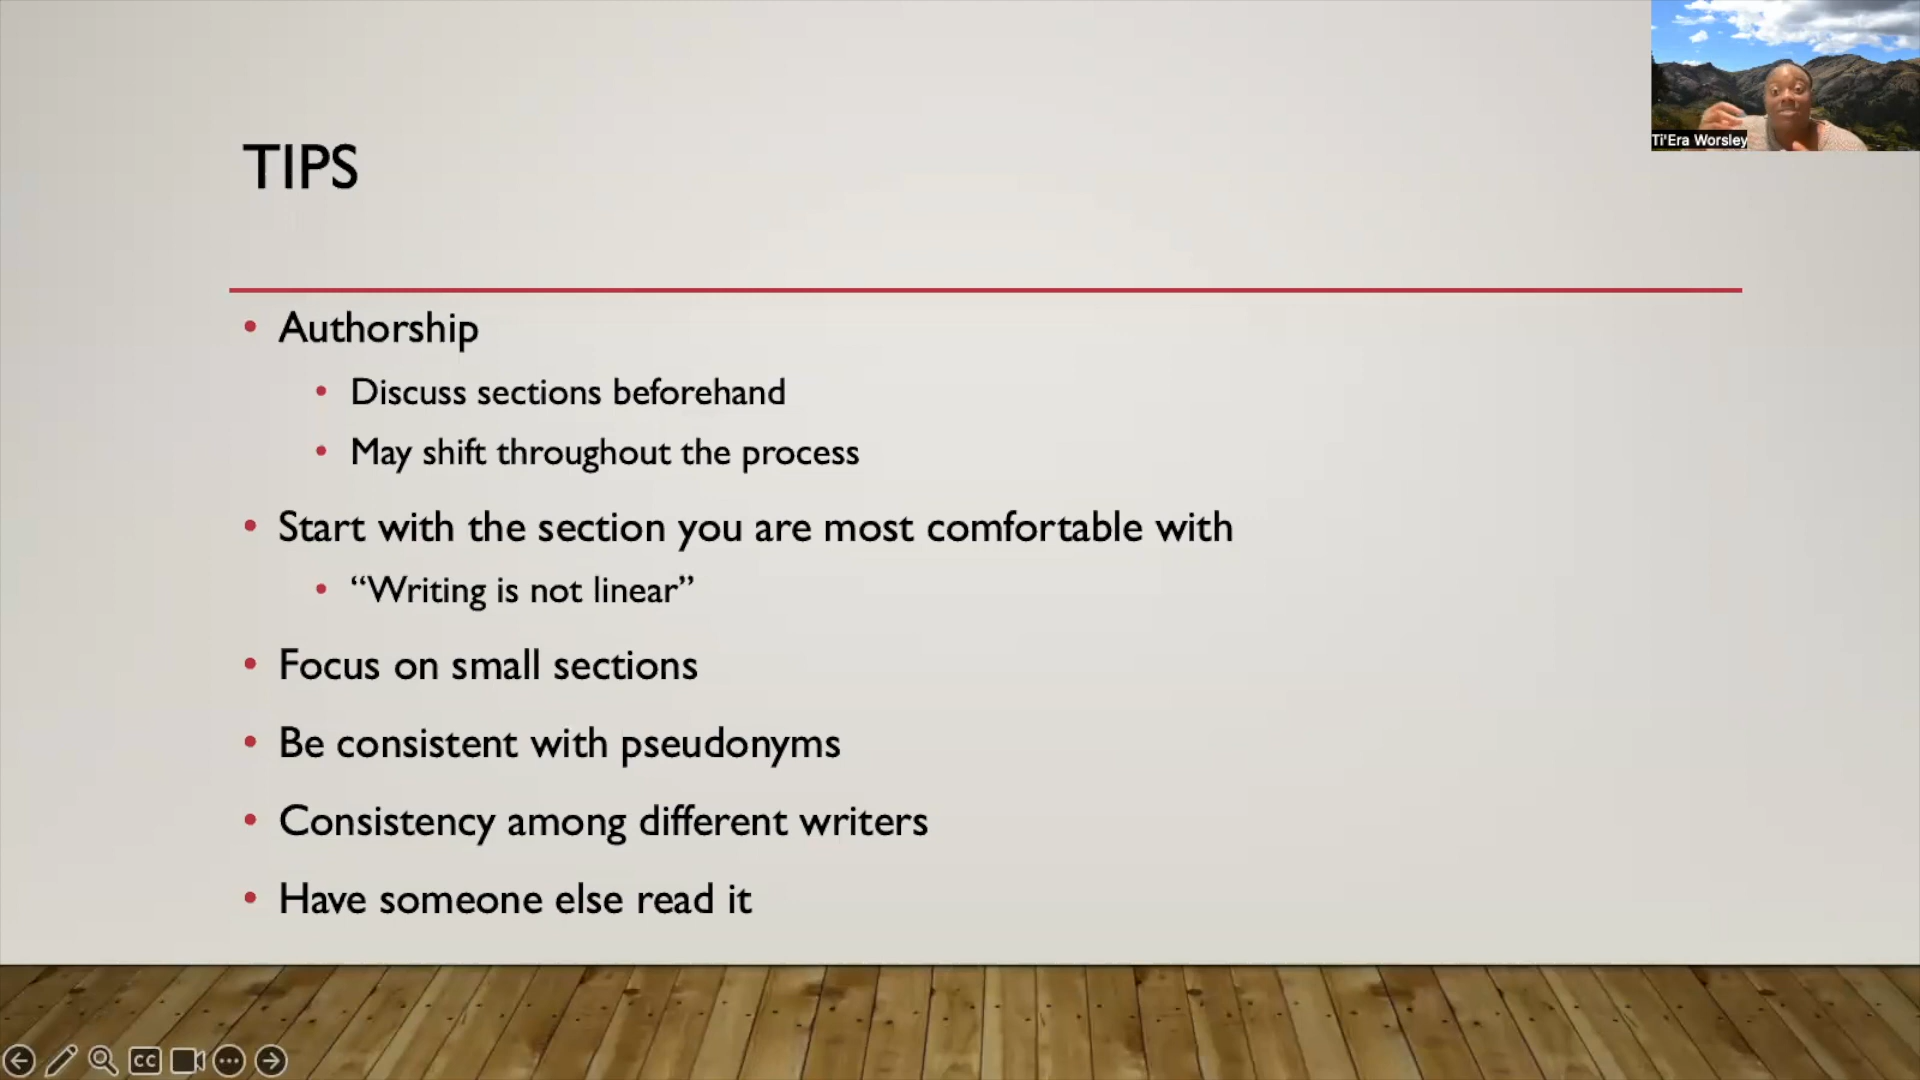 Ti'Era Worsley
TIPS
• Authorship
• Discuss sections beforehand
• May shift throughout the process
• Start with the section you are most comfortable with
• “Writing is not linear”
• Focus on small sections
• Be consistent with pseudonyms
• Consistency among different writers
• Have someone else read it
CC